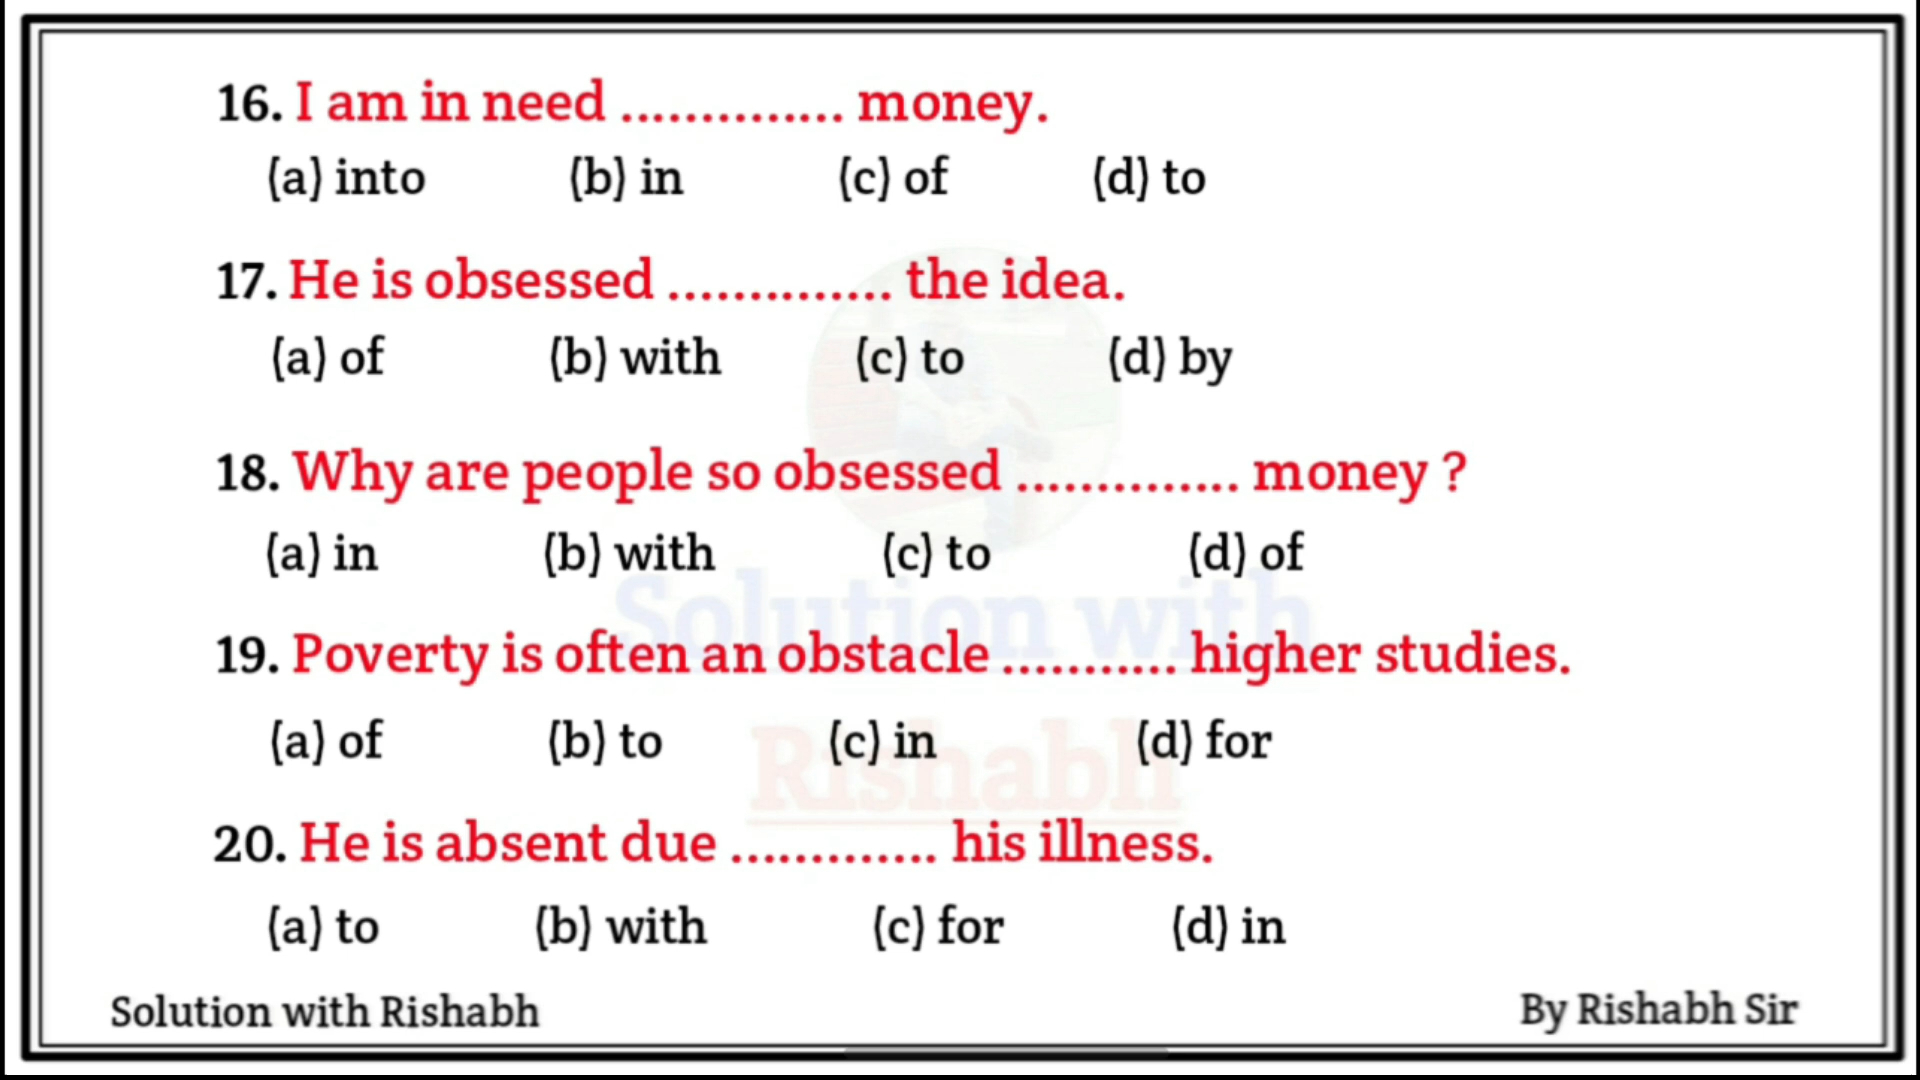 16. I am in need .............. money.
(a) into (b) in (c) of (d) to
17. He is obsessed .............. the idea.
(a) of (b) with (c) to (d) by
18. Why are people so obsessed .............. money ?
(a) in (b) with (c) to (d) of
Solution with
19. Poverty is often an obstacle ........... higher studies.
(a) of (b) to (c) in (d) for
Rishabh
20. He is absent due ............. his illness.
(a) to (b) with (c) for (d) in
Solution with Rishabh
By Rishabh Sir